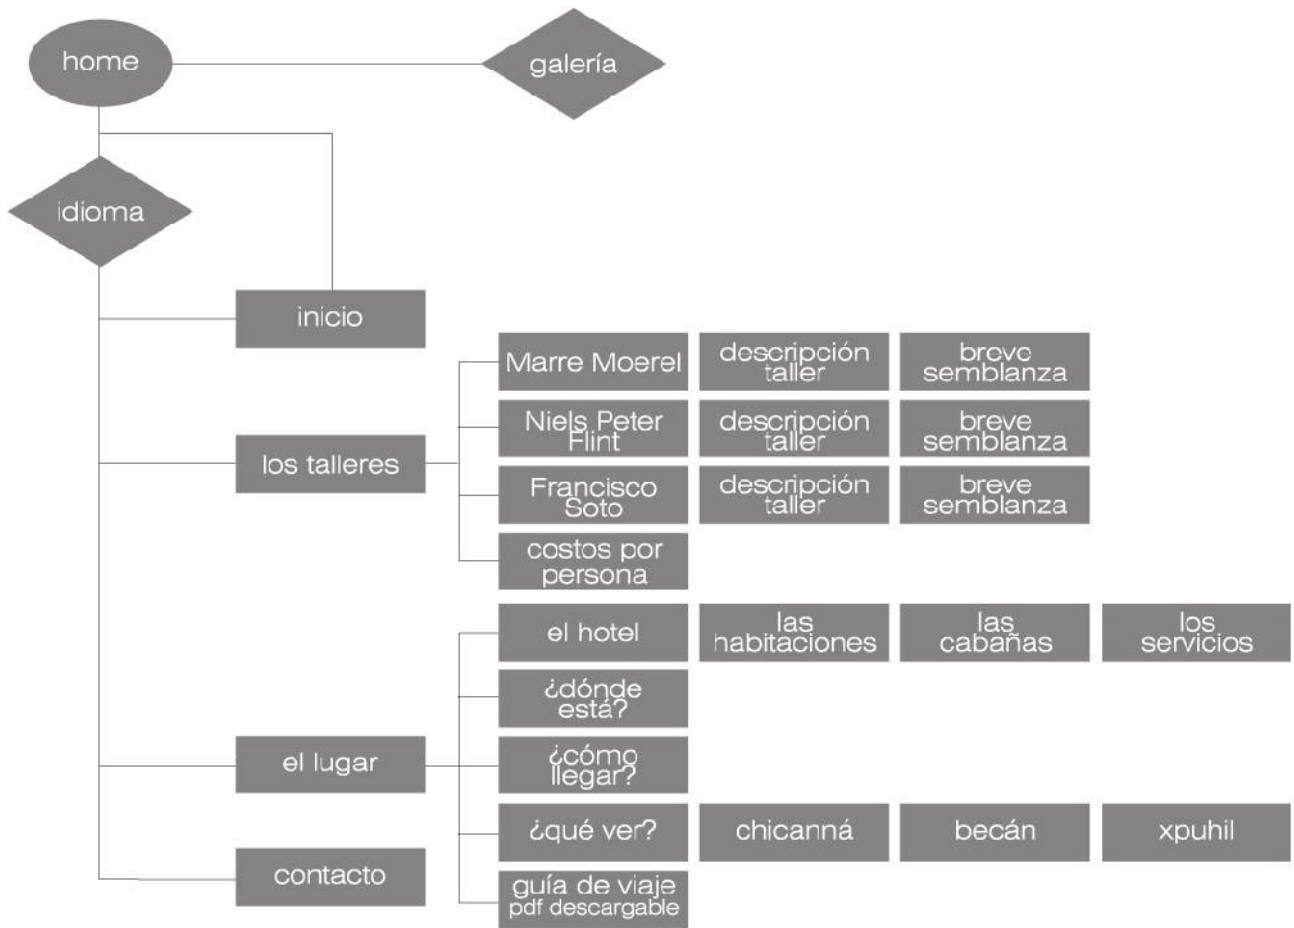 home
galería
idioma
inicio
los talleres
Marre Moerel
descripción
taller
breve
semblanza
Niels Peter
Flint
descripción
taller
breve
semblanza
Francisco
Soto
descripción
taller
breve
semblanza
costos por
persona
el lugar
el hotel
las
habitaciones
las
cabañas
los
servicios
¿dónde
está?
¿cómo
llegar?
¿qué ver?
chicanná
becán
xpuhil
guía de viaje
pdf descargable
contacto